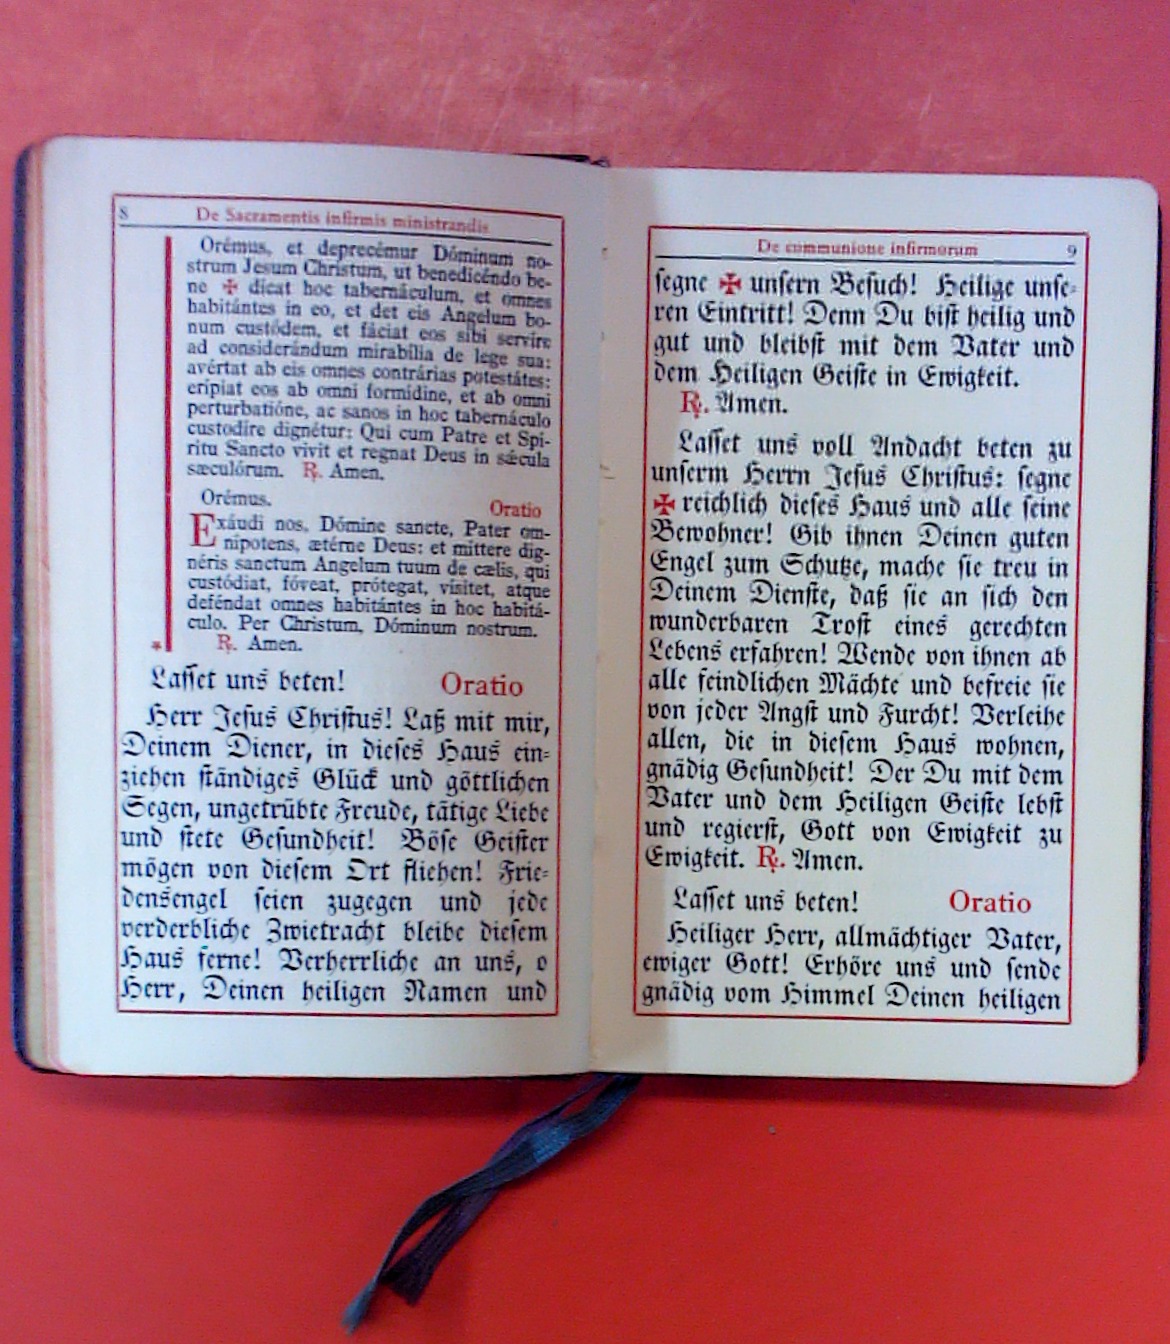 8 De Sacramentis infirmis ministrandis
Orémus, et deprecémur Dóminum no-
strum Jesum Christum, ut benedicéndo be-
ne ✠ dicat hoc tabernáculum, et omnes
habitántes in eo, et det eis Angelum bo-
num custódem, et fáciat eos sibi servíre
ad considerándum mirabília de lege sua:
avértat ab eis omnes contrárias potestátes:
erípiat eos ab omni formídine, et ab omni
perturbatióne, ac sanos in hoc tabernáculo
custodíre dignétur: Qui cum Patre et Spí-
ritu Sancto vivit et regnat Deus in sǽcula
sæculórum. ℟. Amen.
Orémus. Oratio
Exáudi nos, Dómine sancte, Pater om-
nípotens, ætérne Deus: et míttere dig-
néris sanctum Angelum tuum de cælis, qui
custódiat, fóveat, prótegat, vísitet, atque
deféndat omnes habitántes in hoc habitá-
culo. Per Christum, Dóminum nostrum.
* ℟. Amen.
Lasset uns beten! Oratio
Herr Jesus Christus! Laß mit mir,
Deinem Diener, in dieses Haus ein-
ziehen ständiges Glück und göttlichen
Segen, ungetrübte Freude, tätige Liebe
und stete Gesundheit! Böse Geister
mögen von diesem Ort fliehen! Frie-
densengel seien zugegen und jede
verderbliche Zwietracht bleibe diesem
Haus ferne! Verherrliche an uns, o
Herr, Deinen heiligen Namen und
De communione infirmorum 9
segne ✠ unsern Besuch! Heilige unse-
ren Eintritt! Denn Du bist heilig und
gut und bleibst mit dem Vater und
dem Heiligen Geiste in Ewigkeit.
℟. Amen.
Lasset uns voll Andacht beten zu
unserm Herrn Jesus Christus: segne
✠ reichlich dieses Haus und alle seine
Bewohner! Gib ihnen Deinen guten
Engel zum Schutze, mache sie treu in
Deinem Dienste, daß sie an sich den
wunderbaren Trost eines gerechten
Lebens erfahren! Wende von ihnen ab
alle feindlichen Mächte und befreie sie
von jeder Angst und Furcht! Verleihe
allen, die in diesem Haus wohnen,
gnädig Gesundheit! Der Du mit dem
Vater und dem Heiligen Geiste lebst
und regierst, Gott von Ewigkeit zu
Ewigkeit. ℟. Amen.
Lasset uns beten! Oratio
Heiliger Herr, allmächtiger Vater,
ewiger Gott! Erhöre uns und sende
gnädig vom Himmel Deinen heiligen